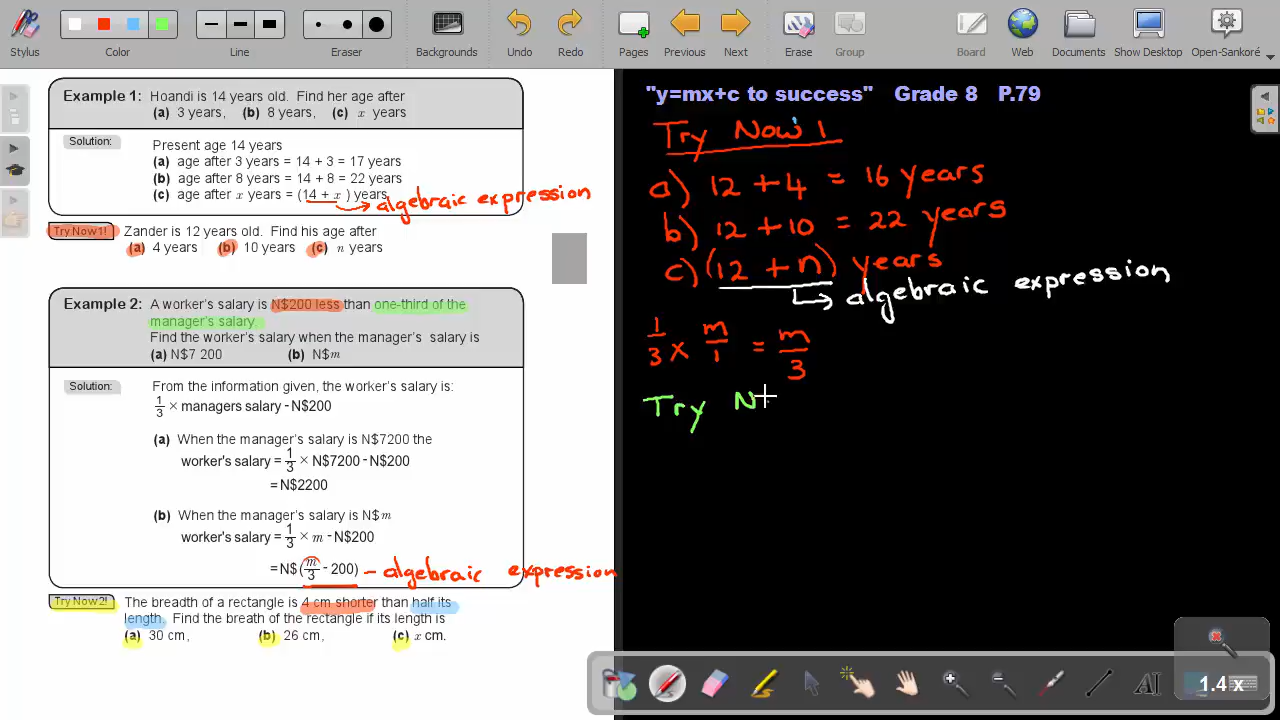 Stylus Color Line Eraser Backgrounds Undo Redo Pages Previous Next Erase Group Board Web Documents Show Desktop Open-Sankoré
Example 1: Hoandi is 14 years old. Find her age after
(a) 3 years, (b) 8 years, (c) x years
Solution:
Present age 14 years
(a) age after 3 years = 14 + 3 = 17 years
(b) age after 8 years = 14 + 8 = 22 years
(c) age after x years = (14 + x ) years
algebraic expression
Try Now1! Zander is 12 years old. Find his age after
(a) 4 years (b) 10 years (c) n years
Example 2: A worker's salary is N$200 less than one-third of the
manager's salary.
Find the worker's salary when the manager's salary is
(a) N$7 200 (b) N$m
Solution: From the information given, the worker's salary is:
1/3 × managers salary - N$200
(a) When the manager's salary is N$7200 the
worker's salary = 1/3 × N$7200 - N$200
= N$2200
(b) When the manager's salary is N$m
worker's salary = 1/3 × m - N$200
= N$(m/3 - 200) - algebraic expression
Try Now2! The breadth of a rectangle is 4 cm shorter than half its
length. Find the breath of the rectangle if its length is
(a) 30 cm, (b) 26 cm, (c) x cm.
"y=mx+c to success" Grade 8 P.79
Try Now 1
a) 12 + 4 = 16 years
b) 12 + 10 = 22 years
c) (12 + n) years
algebraic expression
1/3 × m/1 = m/3
Try N
1.4 x